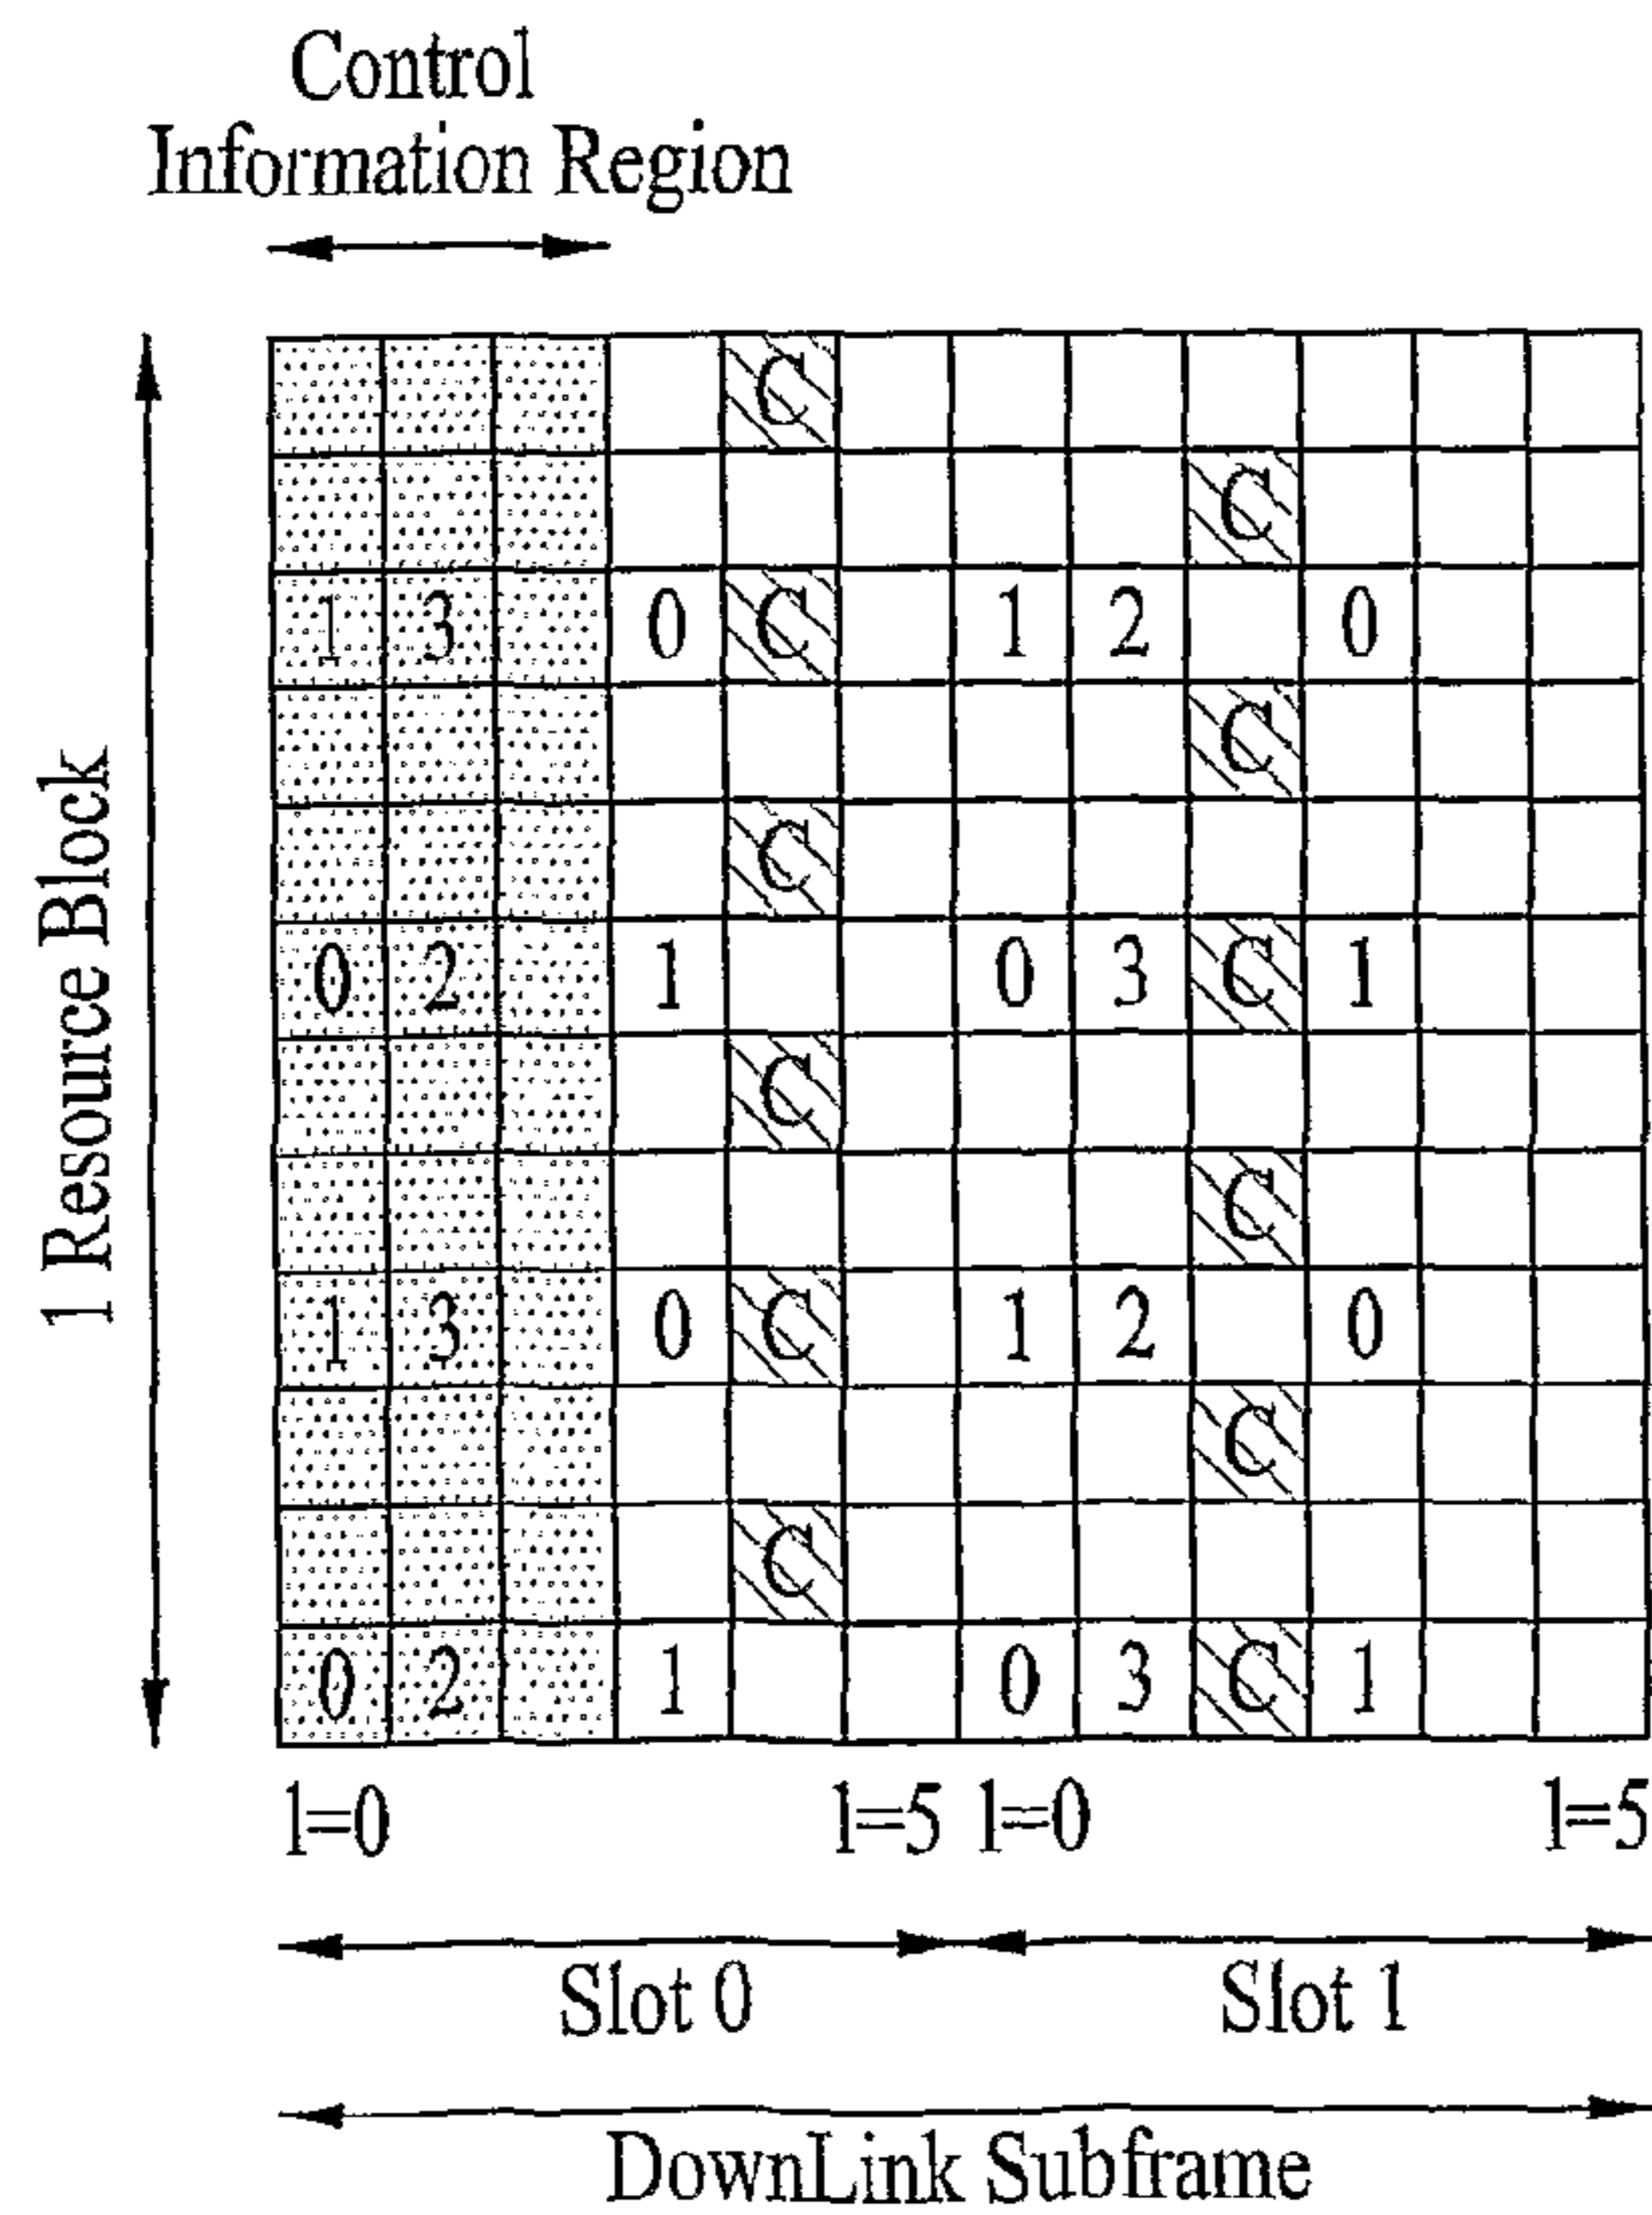 Control
Information Region
1 Resource Block
C
C
1 3 0 C 1 2 0
C
C
0 2 1 0 3 C 1
C
C
1 3 0 C 1 2 0
C
C
0 2 1 0 3 C 1
l=0 l=5 l=0 l=5
Slot 0 Slot 1
DownLink Subframe